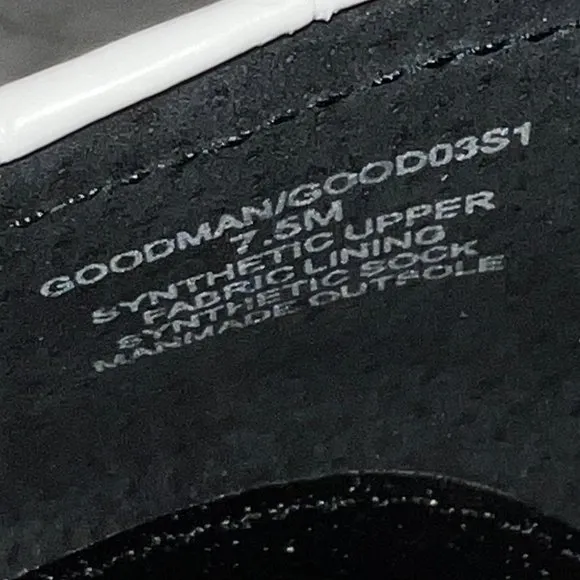 GOODMAN/GOOD03S1
7.5M
SYNTHETIC UPPER
FABRIC LINING
SYNTHETIC SOCK
MANMADE OUTSOLE